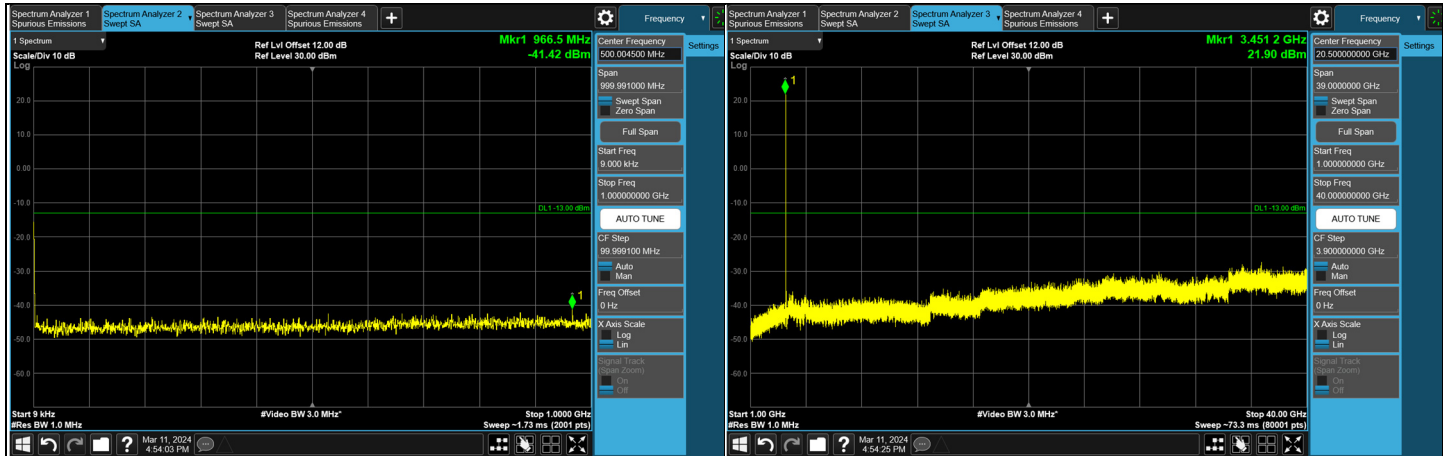 Spectrum Analyzer 1
Spurious Emissions
Spectrum Analyzer 2
Swept SA
Spectrum Analyzer 3
Swept SA
Spectrum Analyzer 4
Spurious Emissions
Frequency
1 Spectrum
Scale/Div 10 dB
Log
Ref Lvl Offset 12.00 dB
Ref Level 30.00 dBm
Mkr1 966.5 MHz
-41.42 dBm
20.0
10.0
0.00
-10.0
-20.0
-30.0
-40.0
-50.0
-60.0
DL1 -13.00 dBm
1
Start 9 kHz
#Res BW 1.0 MHz
#Video BW 3.0 MHz*
Stop 1.0000 GHz
Sweep ~1.73 ms (2001 pts)
Center Frequency
500.004500 MHz
Settings
Span
999.991000 MHz
Swept Span
Zero Span
Full Span
Start Freq
9.000 kHz
Stop Freq
1.000000000 GHz
AUTO TUNE
CF Step
99.999100 MHz
Auto
Man
Freq Offset
0 Hz
X Axis Scale
Log
Lin
Signal Track
(Span Zoom)
On
Off
?
Mar 11, 2024
4:54:03 PM
Spectrum Analyzer 1
Spurious Emissions
Spectrum Analyzer 2
Swept SA
Spectrum Analyzer 3
Swept SA
Spectrum Analyzer 4
Spurious Emissions
Frequency
1 Spectrum
Scale/Div 10 dB
Log
Ref Lvl Offset 12.00 dB
Ref Level 30.00 dBm
Mkr1 3.451 2 GHz
21.90 dBm
1
20.0
10.0
0.00
-10.0
-20.0
-30.0
-40.0
-50.0
-60.0
DL1 -13.00 dBm
Start 1.00 GHz
#Res BW 1.0 MHz
#Video BW 3.0 MHz*
Stop 40.00 GHz
Sweep ~73.3 ms (80001 pts)
Center Frequency
20.50000000 GHz
Settings
Span
39.0000000 GHz
Swept Span
Zero Span
Full Span
Start Freq
1.000000000 GHz
Stop Freq
40.00000000 GHz
AUTO TUNE
CF Step
3.900000000 GHz
Auto
Man
Freq Offset
0 Hz
X Axis Scale
Log
Lin
Signal Track
(Span Zoom)
On
Off
?
Mar 11, 2024
4:54:25 PM